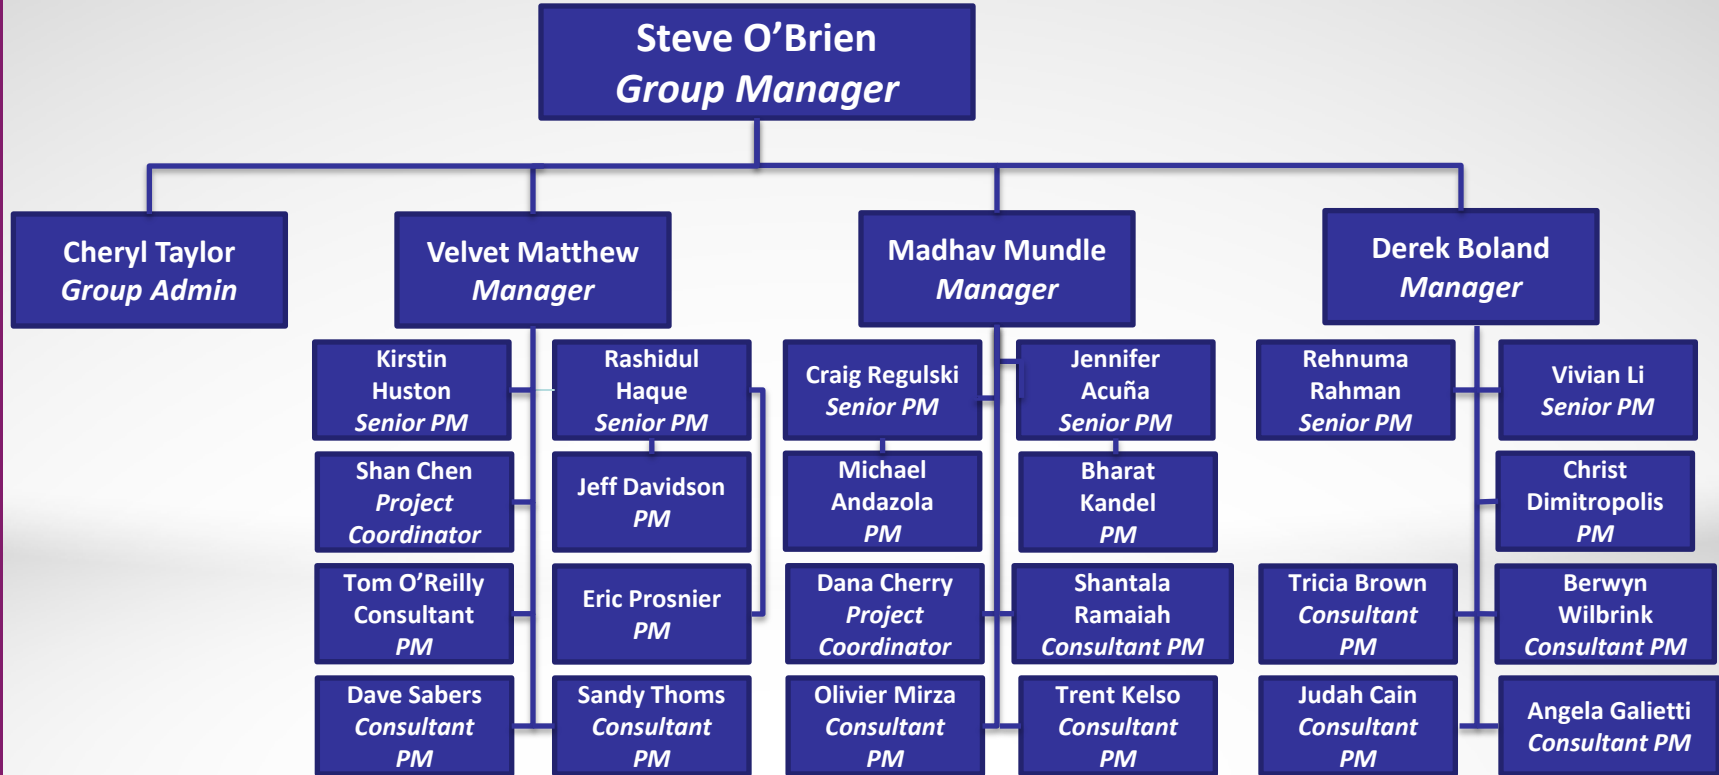 Steve O’Brien
Group Manager
Cheryl Taylor
Group Admin
Velvet Matthew
Manager
Madhav Mundle
Manager
Derek Boland
Manager
Kirstin
Huston
Senior PM
Rashidul
Haque
Senior PM
Craig Regulski
Senior PM
Jennifer
Acuña
Senior PM
Rehnuma
Rahman
Senior PM
Vivian Li
Senior PM
Shan Chen
Project
Coordinator
Jeff Davidson
PM
Michael
Andazola
PM
Bharat
Kandel
PM
Christ
Dimitropolis
PM
Tom O’Reilly
Consultant
PM
Eric Prosnier
PM
Dana Cherry
Project
Coordinator
Shantala
Ramaiah
Consultant PM
Tricia Brown
Consultant
PM
Berwyn
Wilbrink
Consultant PM
Dave Sabers
Consultant
PM
Sandy Thoms
Consultant
PM
Olivier Mirza
Consultant
PM
Trent Kelso
Consultant
PM
Judah Cain
Consultant
PM
Angela Galietti
Consultant PM